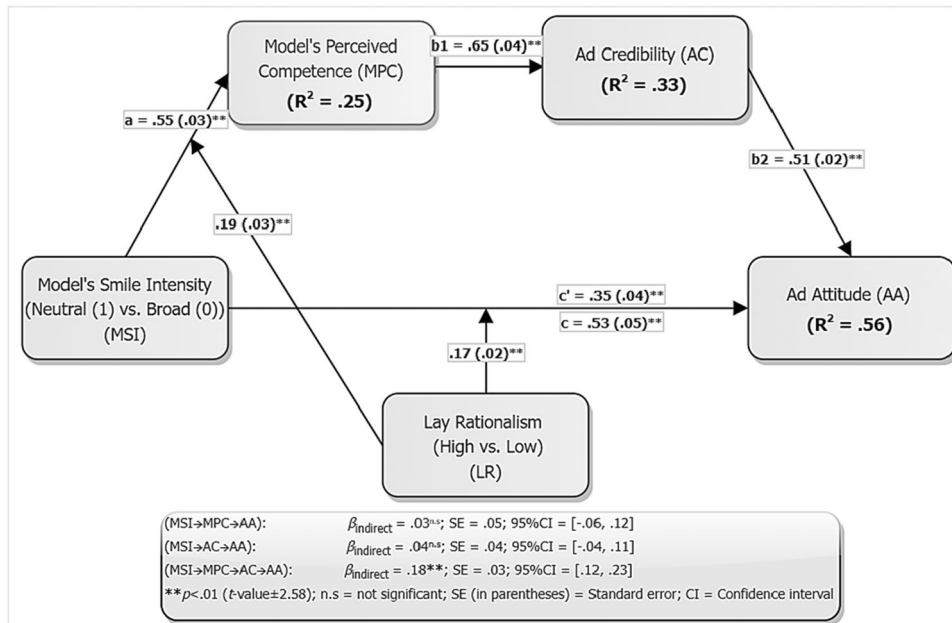 Model's Perceived
Competence (MPC)
(R² = .25)
b1 = .65 (.04)**
Ad Credibility (AC)
(R² = .33)
a = .55 (.03)**
b2 = .51 (.02)**
.19 (.03)**
Model's Smile Intensity
(Neutral (1) vs. Broad (0))
(MSI)
c' = .35 (.04)**
c = .53 (.05)**
Ad Attitude (AA)
(R² = .56)
.17 (.02)**
Lay Rationalism
(High vs. Low)
(LR)
(MSI→MPC→AA): βindirect = .03ⁿ·ˢ; SE = .05; 95%CI = [-.06, .12]
(MSI→AC→AA): βindirect = .04ⁿ·ˢ; SE = .04; 95%CI = [-.04, .11]
(MSI→MPC→AC→AA): βindirect = .18**; SE = .03; 95%CI = [.12, .23]
**p<.01 (t-value±2.58); n.s = not significant; SE (in parentheses) = Standard error; CI = Confidence interval